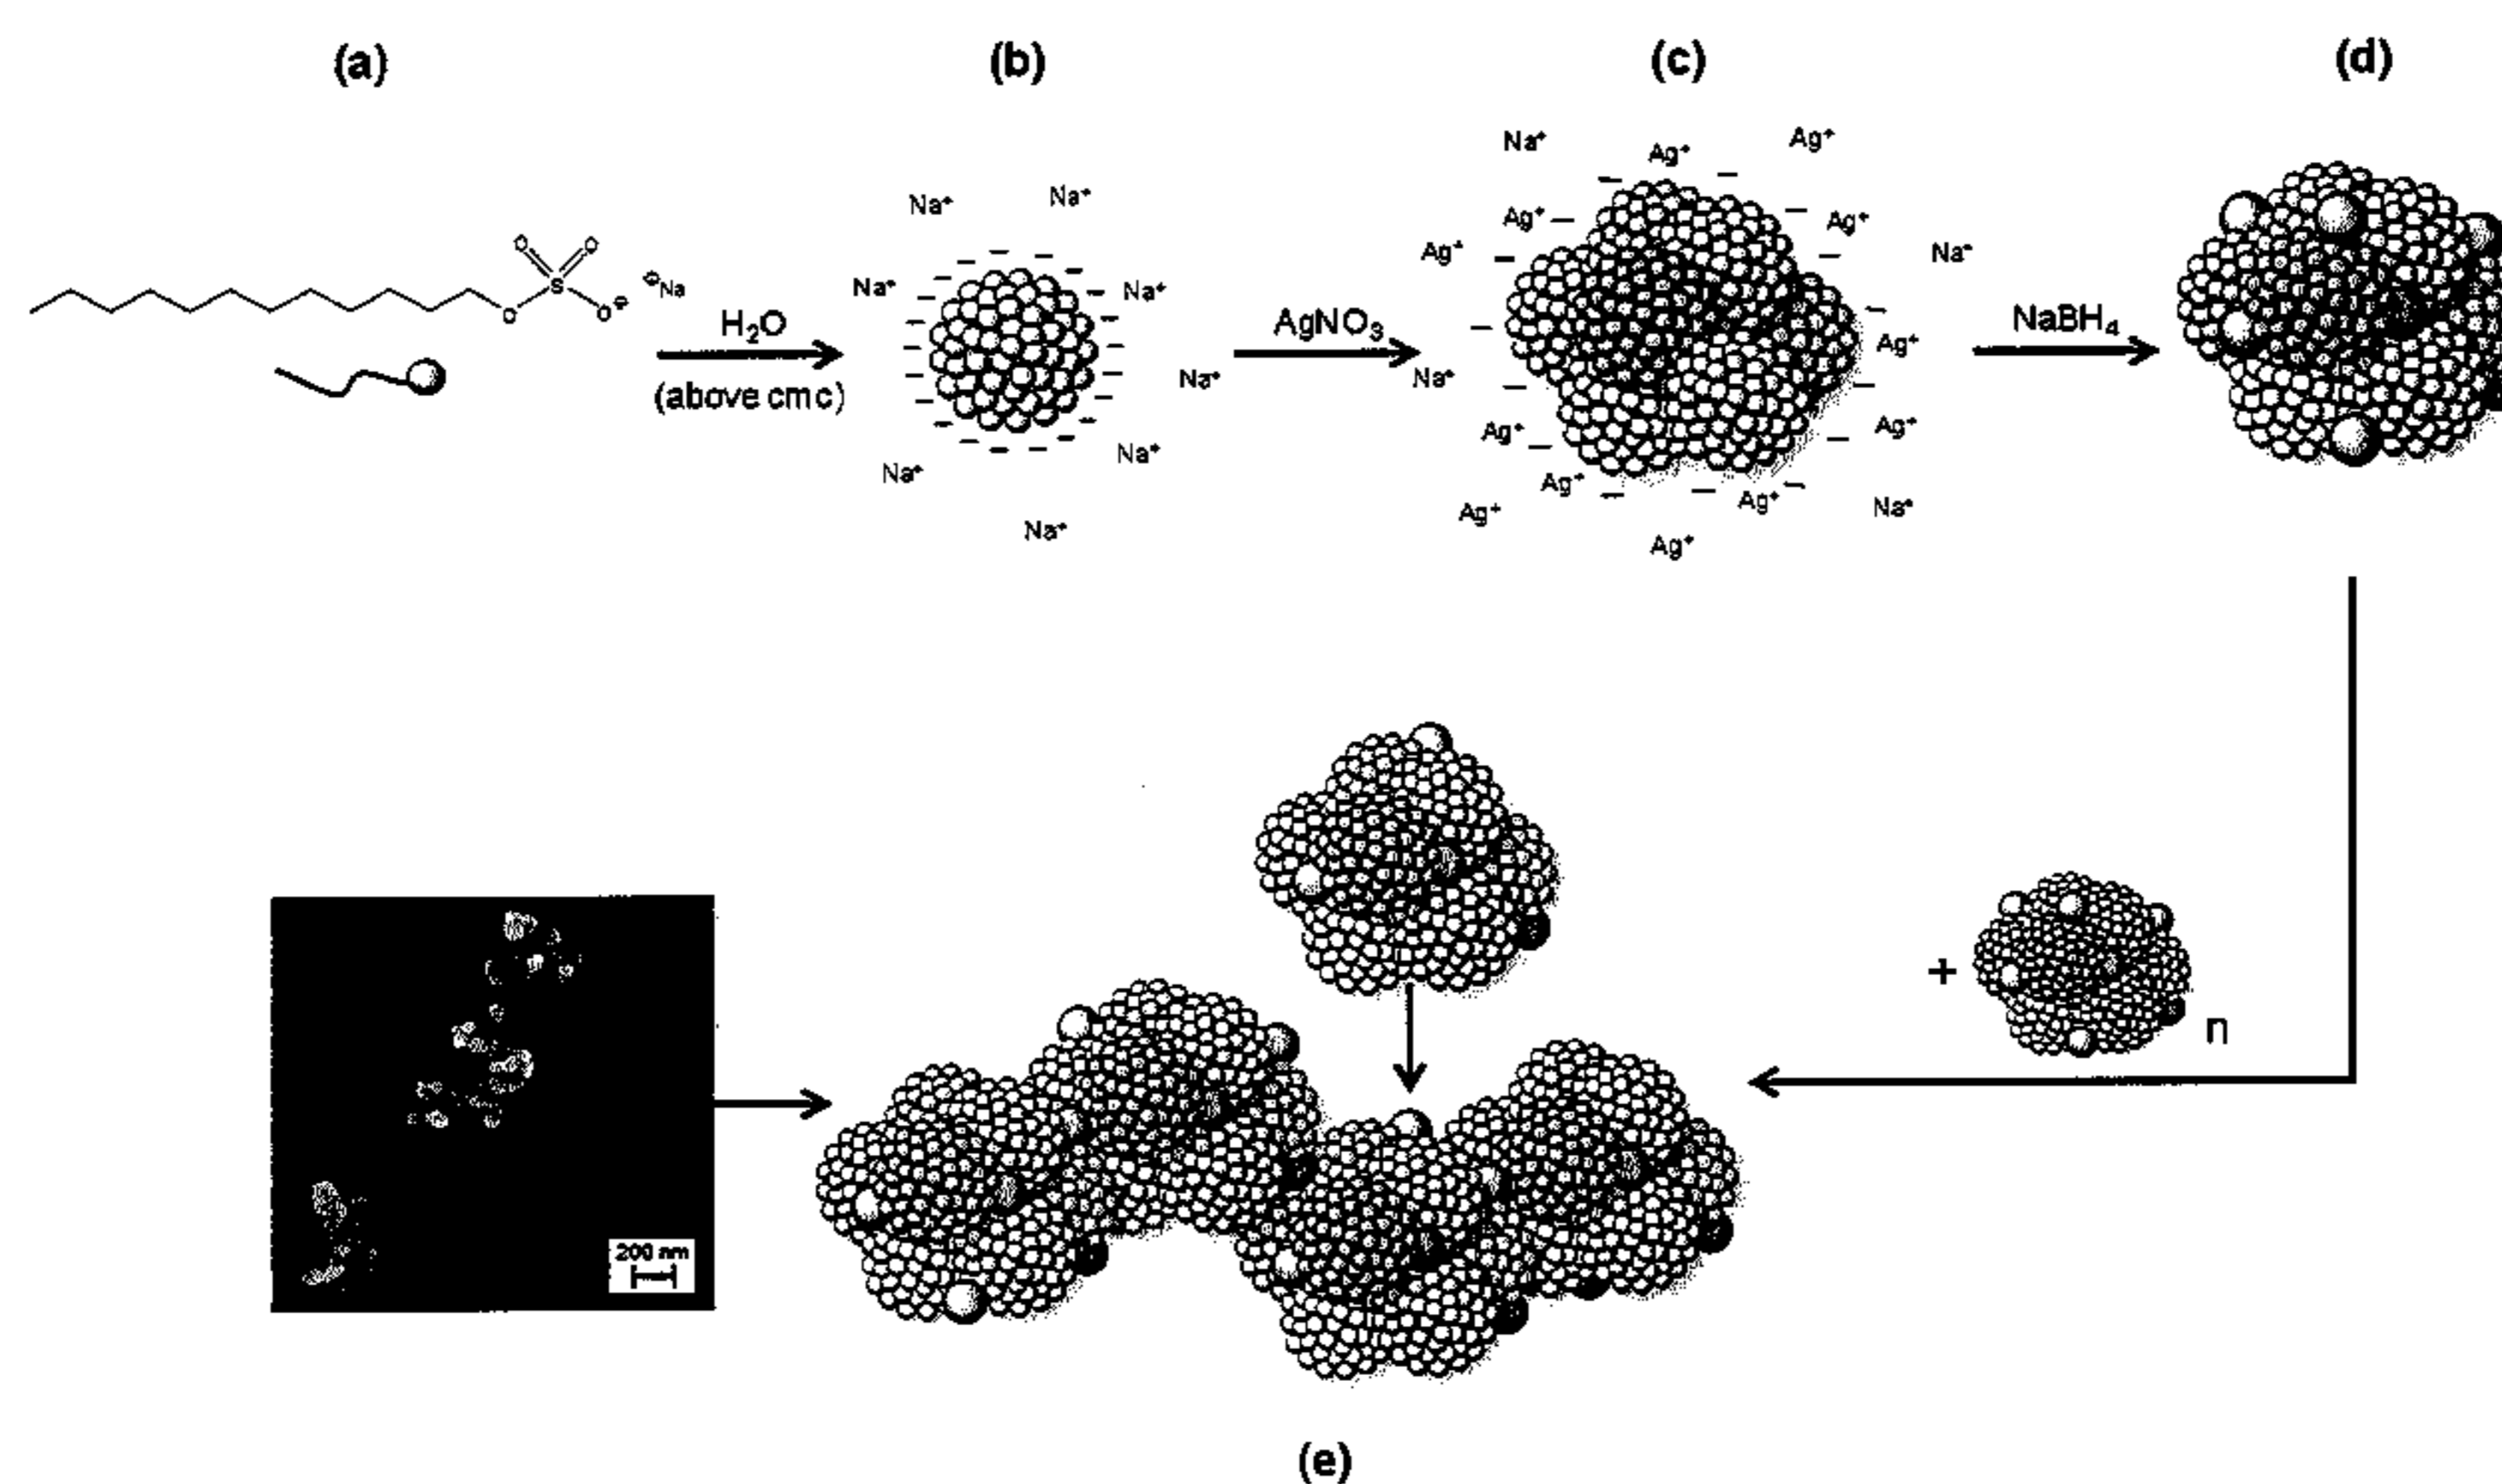 (a)
(b)
(c)
(d)
Na⁺
Ag⁺
Ag⁺
Na⁺
Na⁺
Ag⁺
Ag⁺
Ag⁺
Na⁺
O
O
S
O
O⊖
⊕Na
Na⁺
Na⁺
H₂O
(above cmc)
AgNO₃
NaBH₄
Ag⁺
Na⁺
Na⁺
Ag⁺
Ag⁺
Na⁺
Na⁺
Ag⁺
Ag⁺
Ag⁺
Na⁺
Na⁺
Ag⁺
+
n
200 nm
(e)